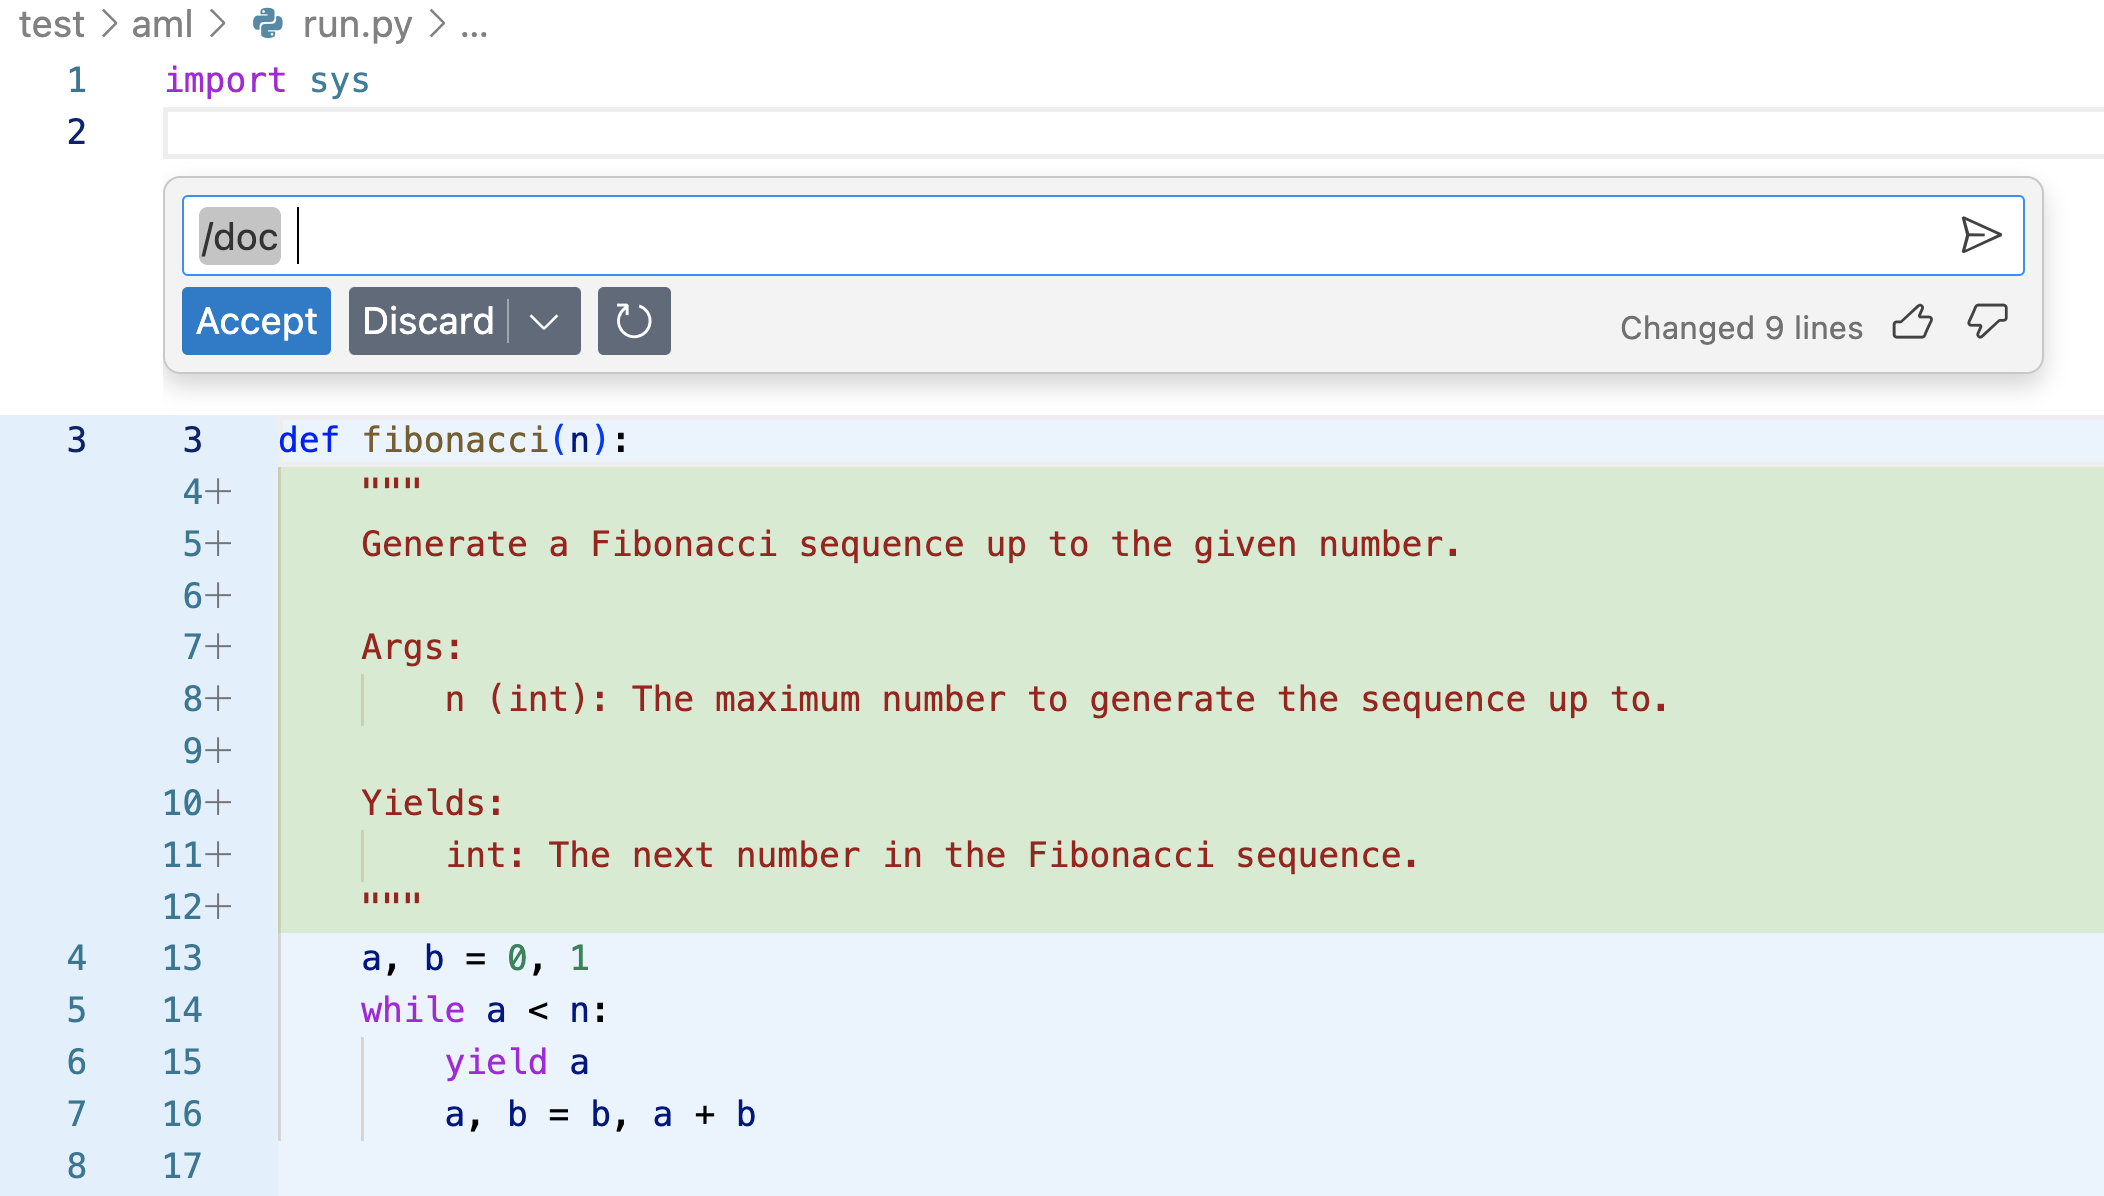 test > aml > run.py > ...
1 import sys
2
/doc
Accept Discard Changed 9 lines
3 3 def fibonacci(n):
4+ """
5+ Generate a Fibonacci sequence up to the given number.
6+
7+ Args:
8+ n (int): The maximum number to generate the sequence up to.
9+
10+ Yields:
11+ int: The next number in the Fibonacci sequence.
12+ """
4 13 a, b = 0, 1
5 14 while a < n:
6 15 yield a
7 16 a, b = b, a + b
8 17